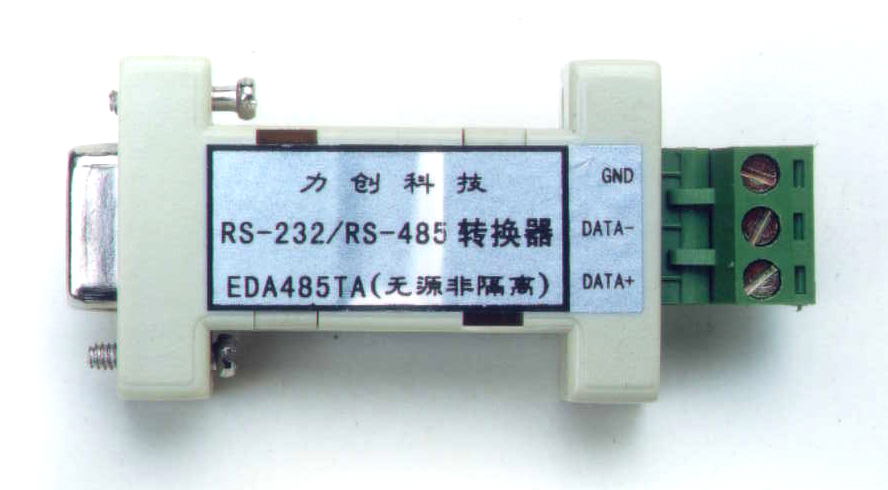 力创科技
RS-232/RS-485 转换器
EDA485TA(无源非隔离)
GND
DATA-
DATA+